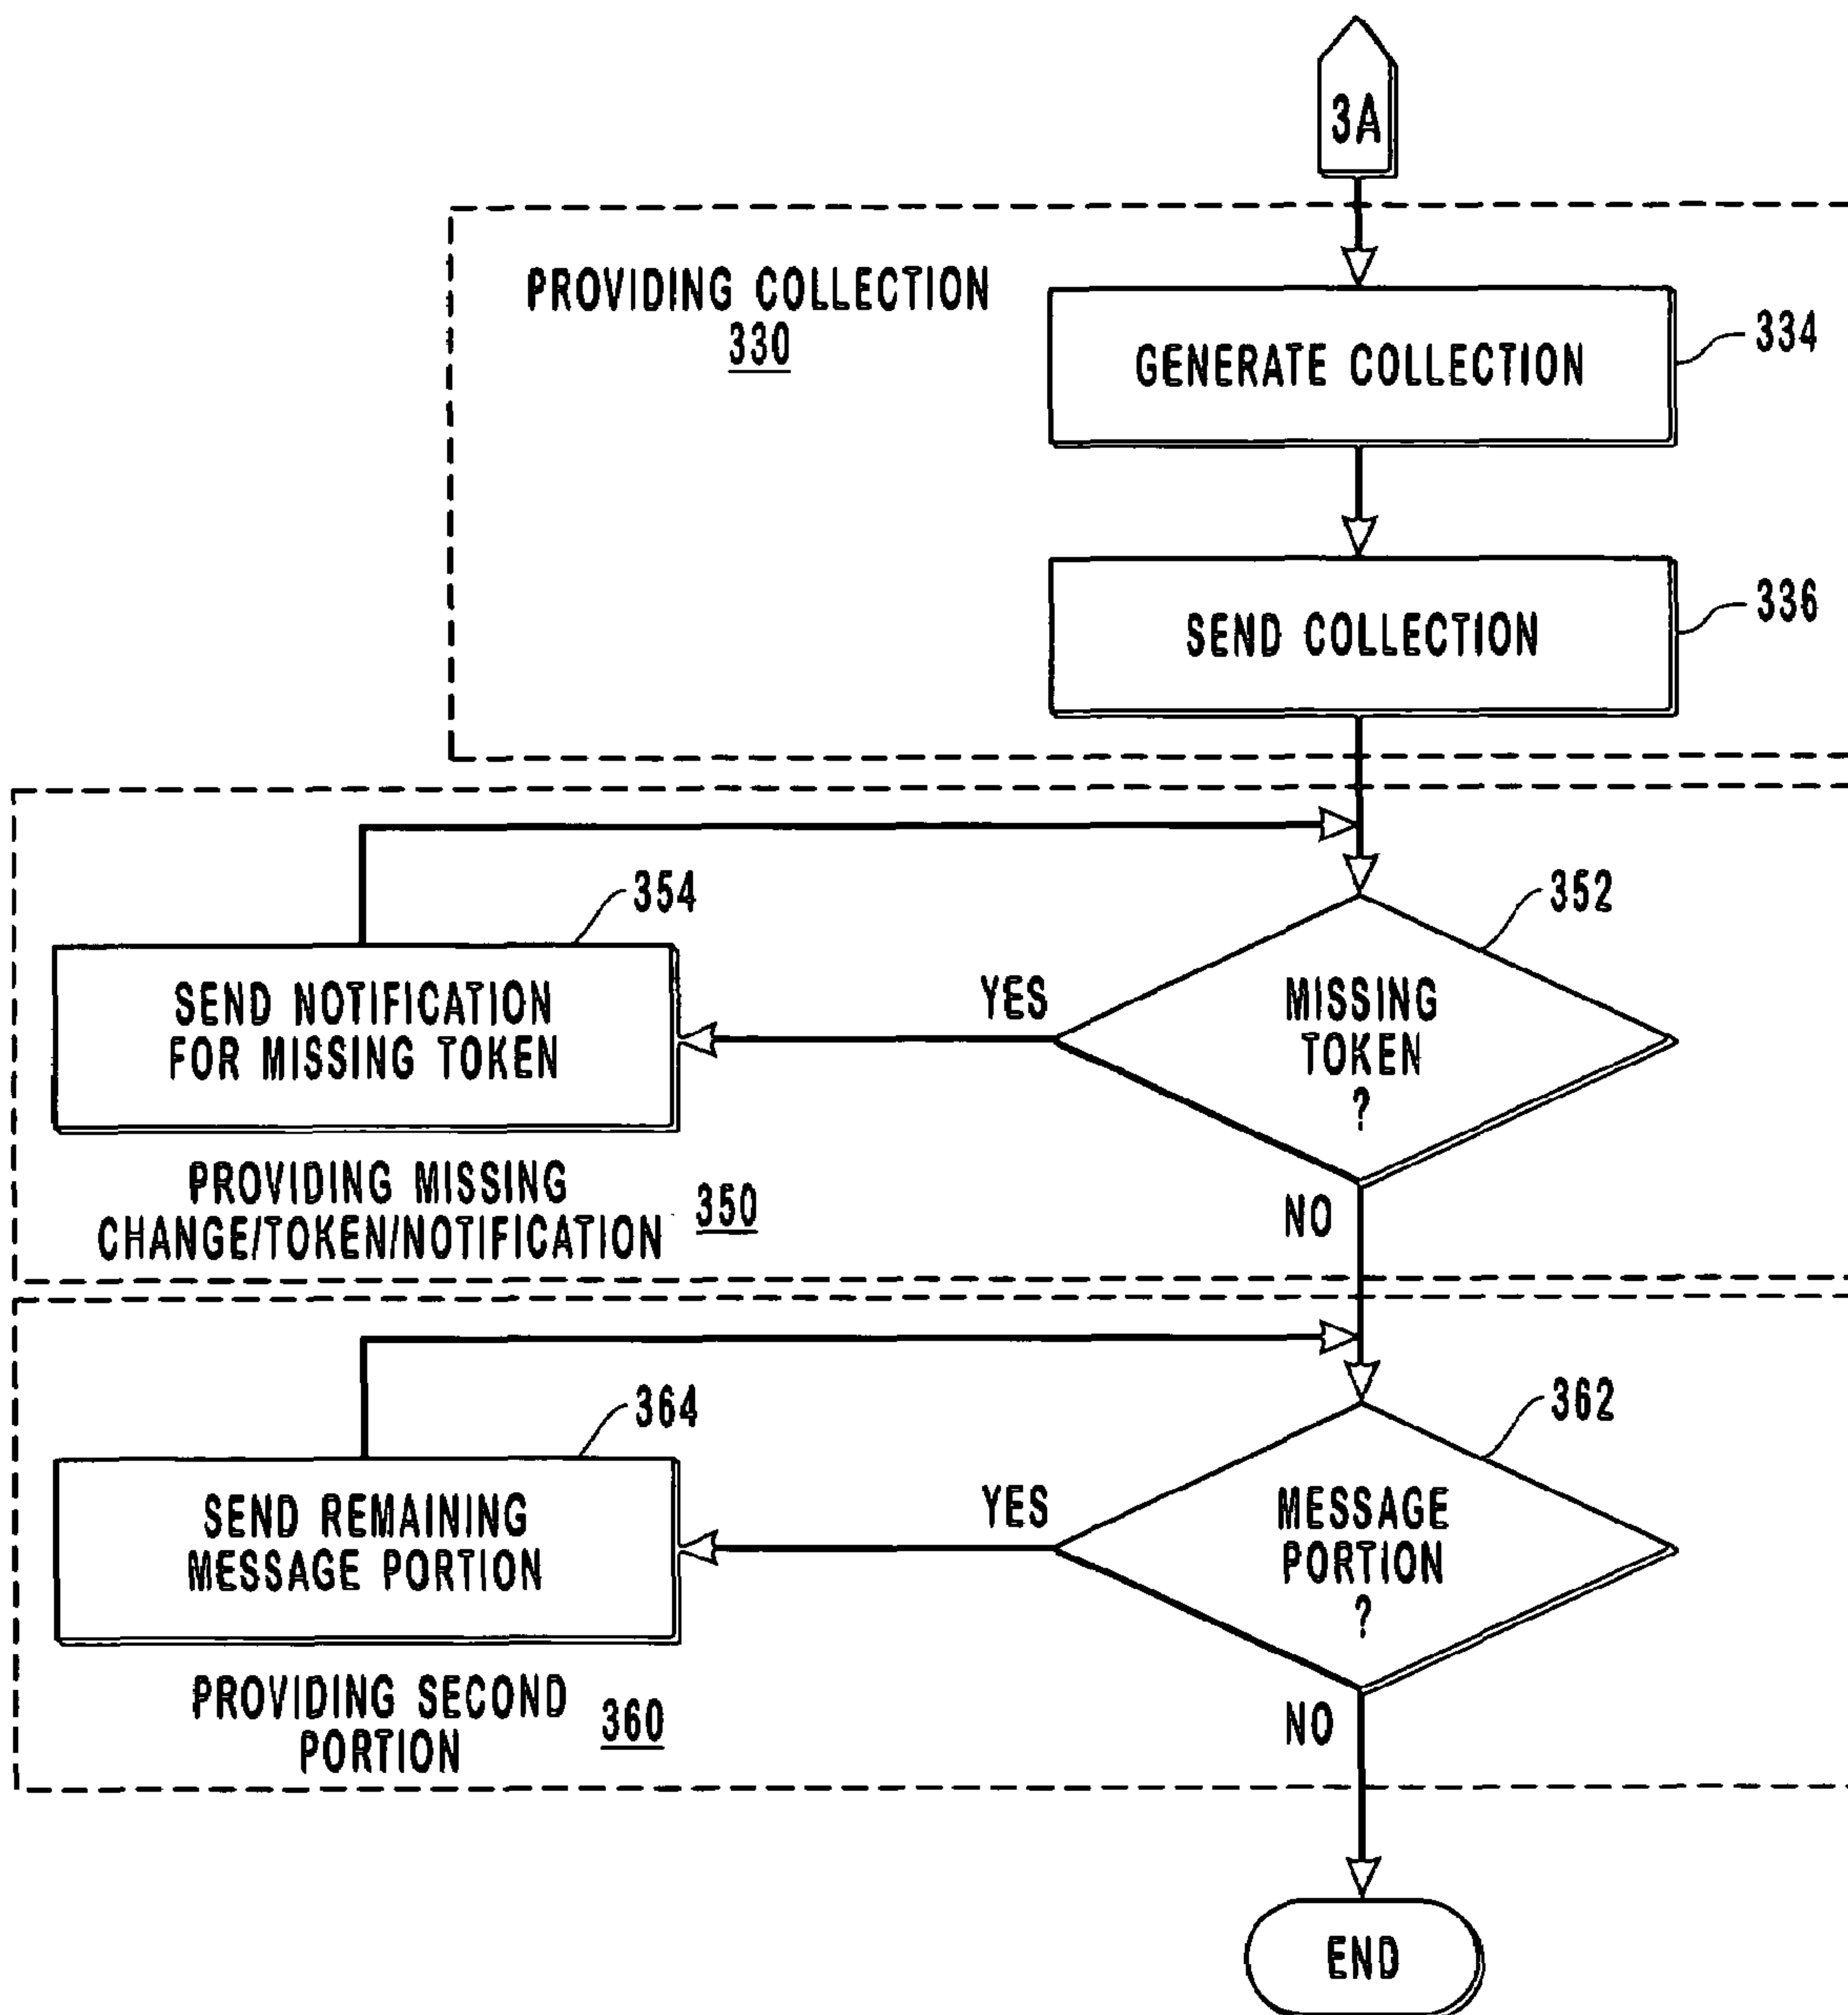 3A
PROVIDING COLLECTION
330
GENERATE COLLECTION
334
SEND COLLECTION
336
354
352
SEND NOTIFICATION
FOR MISSING TOKEN
YES
MISSING
TOKEN
?
PROVIDING MISSING
CHANGE/TOKEN/NOTIFICATION
350
NO
364
362
SEND REMAINING
MESSAGE PORTION
YES
MESSAGE
PORTION
?
PROVIDING SECOND
PORTION
360
NO
END